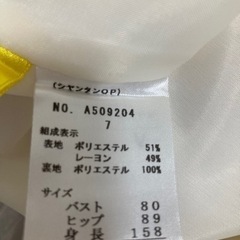 (シャンタンOP)
NO. A509204
7
組成表示
表地 ポリエステル 51%
レーヨン 49%
裏地 ポリエステル 100%
サイズ
バスト 80
ヒップ 89
身長 158